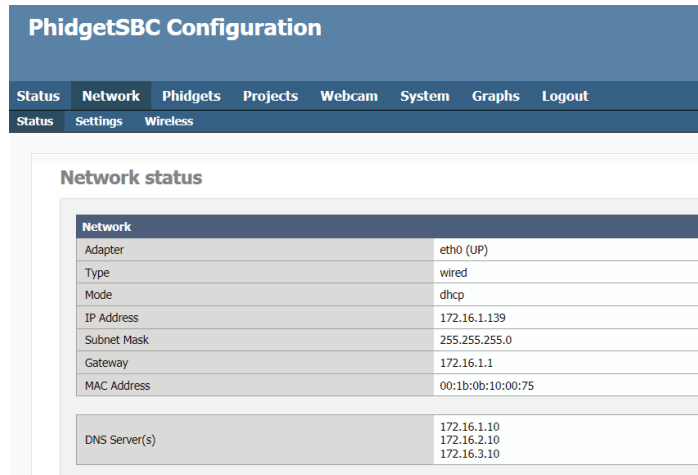 PhidgetSBC Configuration
Status Network Phidgets Projects Webcam System Graphs Logout
Status Settings Wireless
Network status
Network
Adapter eth0 (UP)
Type wired
Mode dhcp
IP Address 172.16.1.139
Subnet Mask 255.255.255.0
Gateway 172.16.1.1
MAC Address 00:1b:0b:10:00:75
DNS Server(s) 172.16.1.10
172.16.2.10
172.16.3.10